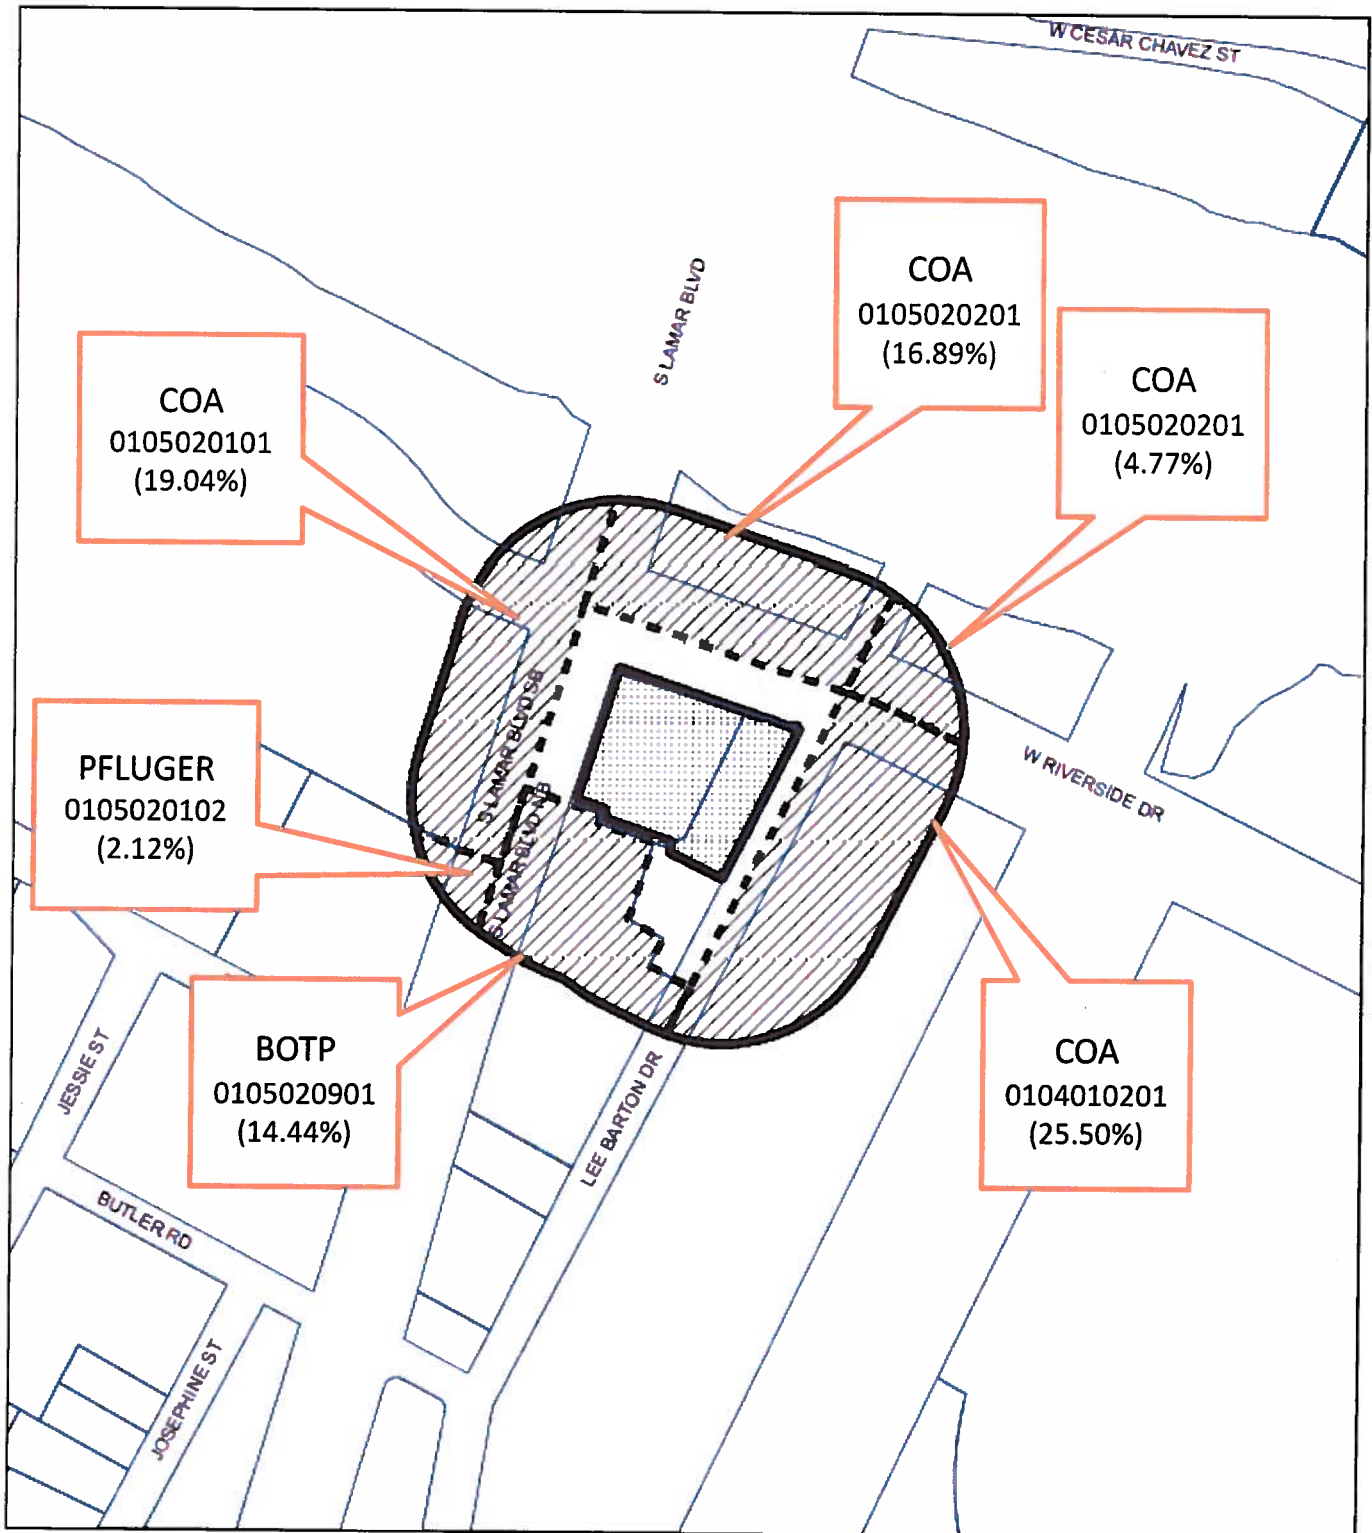 W CESAR CHAVEZ ST
S LAMAR BLVD
COA
0105020201
(16.89%)
COA
0105020201
(4.77%)
COA
0105020101
(19.04%)
S LAMAR BLVD SB
PFLUGER
0105020102
(2.12%)
S LAMAR BLVD NB
W RIVERSIDE DR
BOTP
0105020901
(14.44%)
COA
0104010201
(25.50%)
JESSIE ST
LEE BARTON DR
BUTLER RD
JOSEPHINE ST